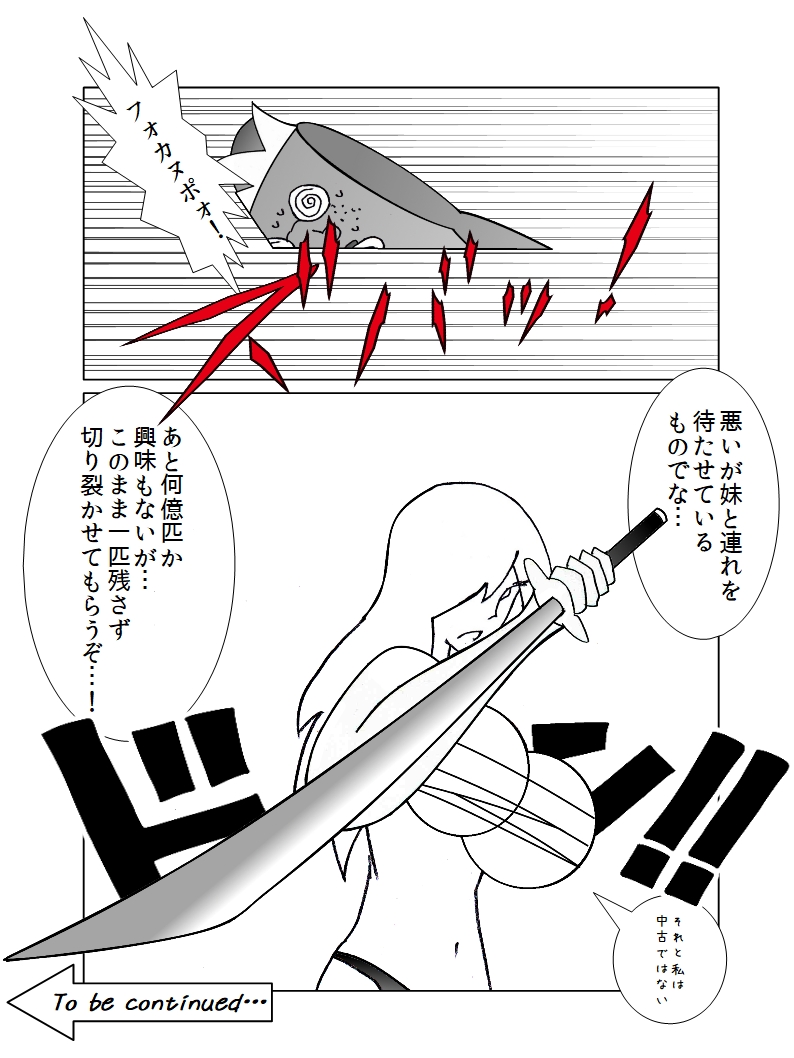 フォカヌポォ!
悪いが妹と連れを
待たせている
ものでな…
あと何億匹か
興味もないが…
このまま一匹残さず
切り裂かせてもらうぞ…!
ドン!!
それと私は
中古ではない
To be continued…